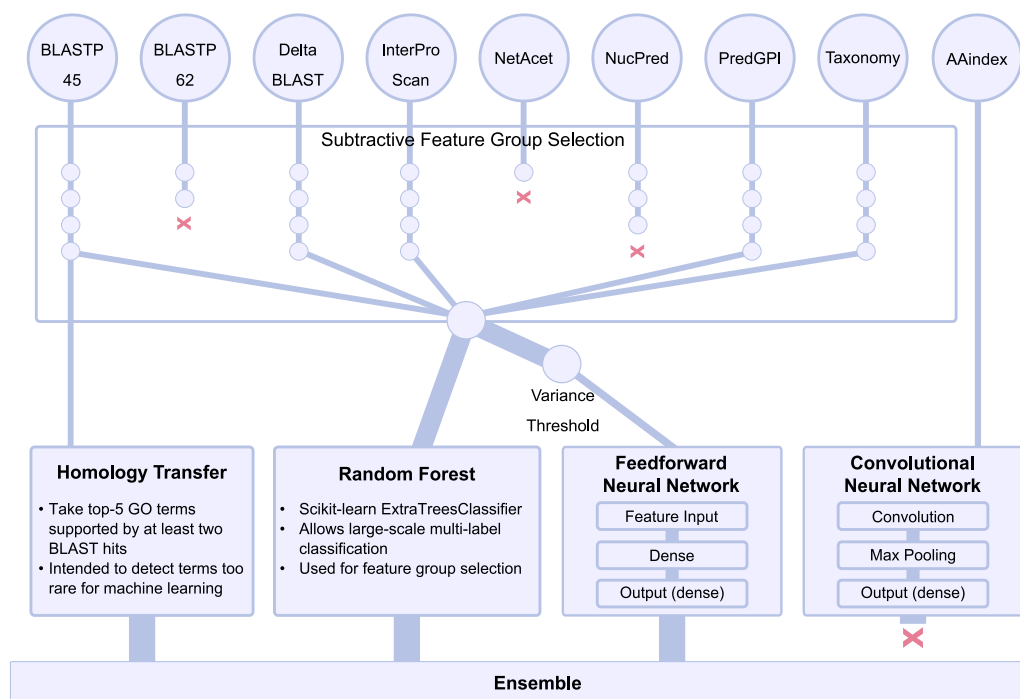 BLASTP
45
BLASTP
62
Delta
BLAST
InterPro
Scan
NetAcet
NucPred
PredGPI
Taxonomy
AAindex
Subtractive Feature Group Selection
Variance
Threshold
Homology Transfer
• Take top-5 GO terms
supported by at least two
BLAST hits
• Intended to detect terms too
rare for machine learning
Random Forest
• Scikit-learn ExtraTreesClassifier
• Allows large-scale multi-label
classification
• Used for feature group selection
Feedforward
Neural Network
Feature Input
Dense
Output (dense)
Convolutional
Neural Network
Convolution
Max Pooling
Output (dense)
Ensemble